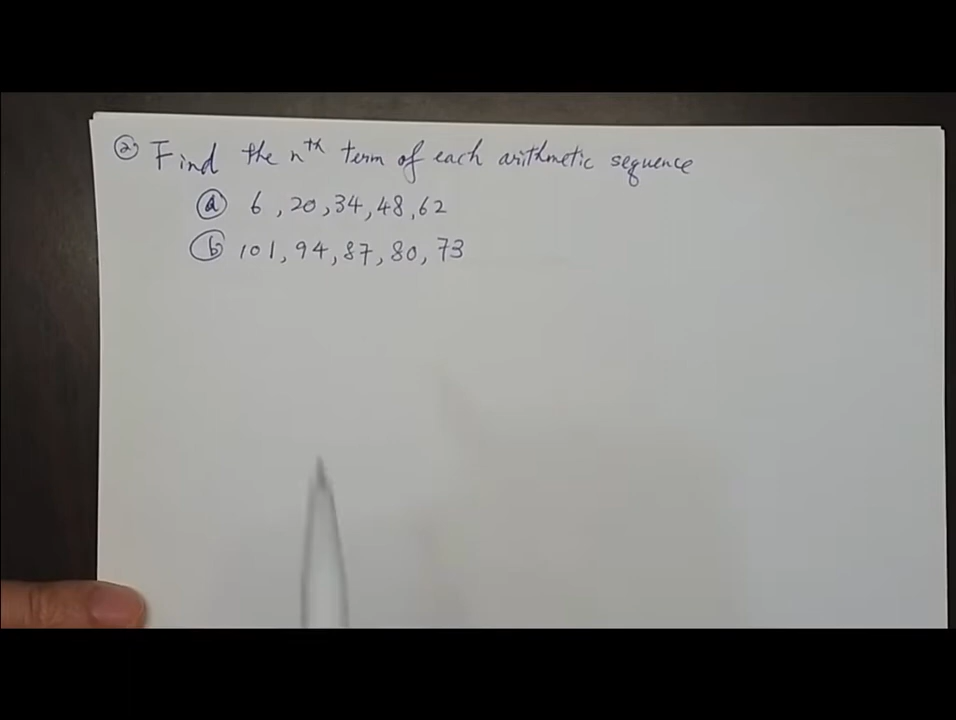 ② Find the nth term of each arithmetic sequence
ⓐ 6, 20, 34, 48, 62
ⓑ 101, 94, 87, 80, 73